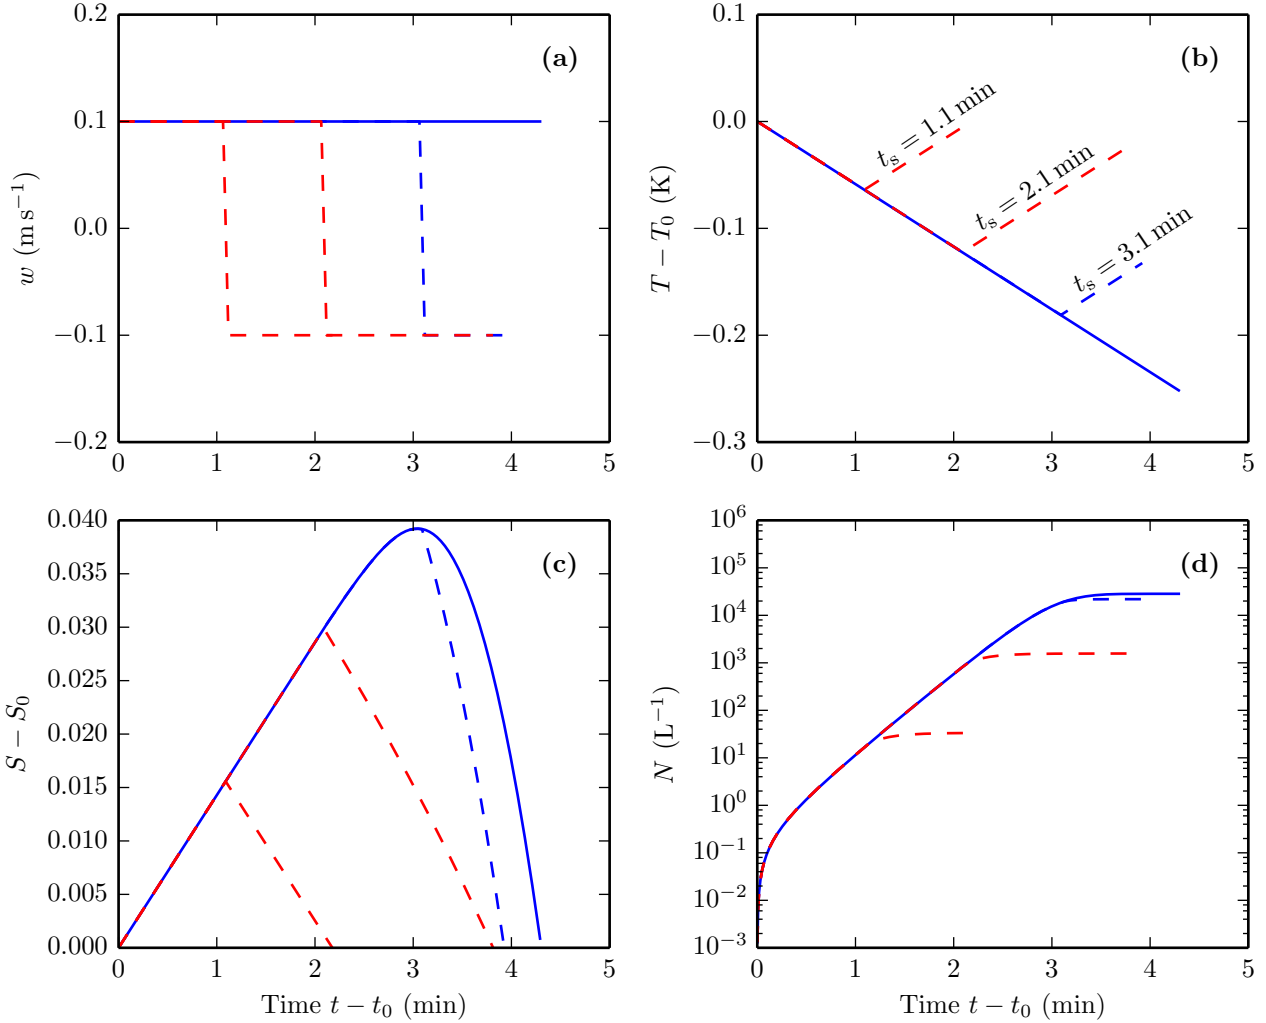 0.2
0.1
0.0
−0.1
−0.2
w (m s⁻¹)
(a)
0 1 2 3 4 5
0.1
0.0
−0.1
−0.2
−0.3
T − T₀ (K)
(b)
tₛ = 1.1 min
tₛ = 2.1 min
tₛ = 3.1 min
0 1 2 3 4 5
0.040
0.035
0.030
0.025
0.020
0.015
0.010
0.005
0.000
S − S₀
(c)
0 1 2 3 4 5
Time t − t₀ (min)
10⁶
10⁵
10⁴
10³
10²
10¹
10⁰
10⁻¹
10⁻²
10⁻³
N (L⁻¹)
(d)
0 1 2 3 4 5
Time t − t₀ (min)